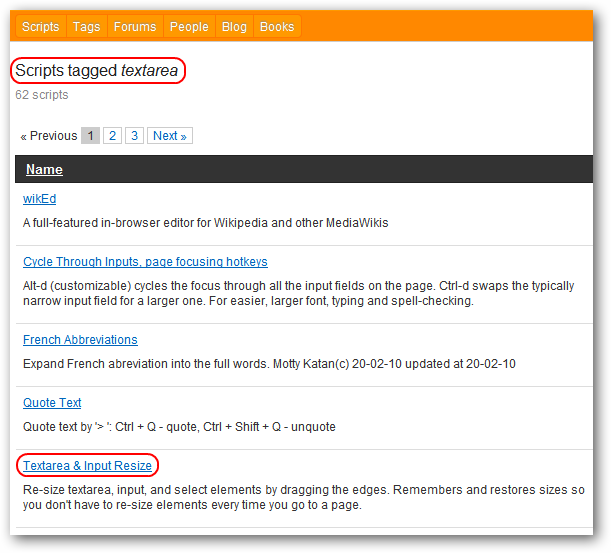 Scripts Tags Forums People Blog Books
Scripts tagged textarea
62 scripts
« Previous 1 2 3 Next »
Name
wikEd
A full-featured in-browser editor for Wikipedia and other MediaWikis
Cycle Through Inputs, page focusing hotkeys
Alt-d (customizable) cycles the focus through all the input fields on the page. Ctrl-d swaps the typically
narrow input field for a larger one. For easier, larger font, typing and spell-checking.
French Abbreviations
Expand French abreviation into the full words. Motty Katan(c) 20-02-10 updated at 20-02-10
Quote Text
Quote text by '> ': Ctrl + Q - quote, Ctrl + Shift + Q - unquote
Textarea & Input Resize
Re-size textarea, input, and select elements by dragging the edges. Remembers and restores sizes so
you don't have to re-size elements every time you go to a page.